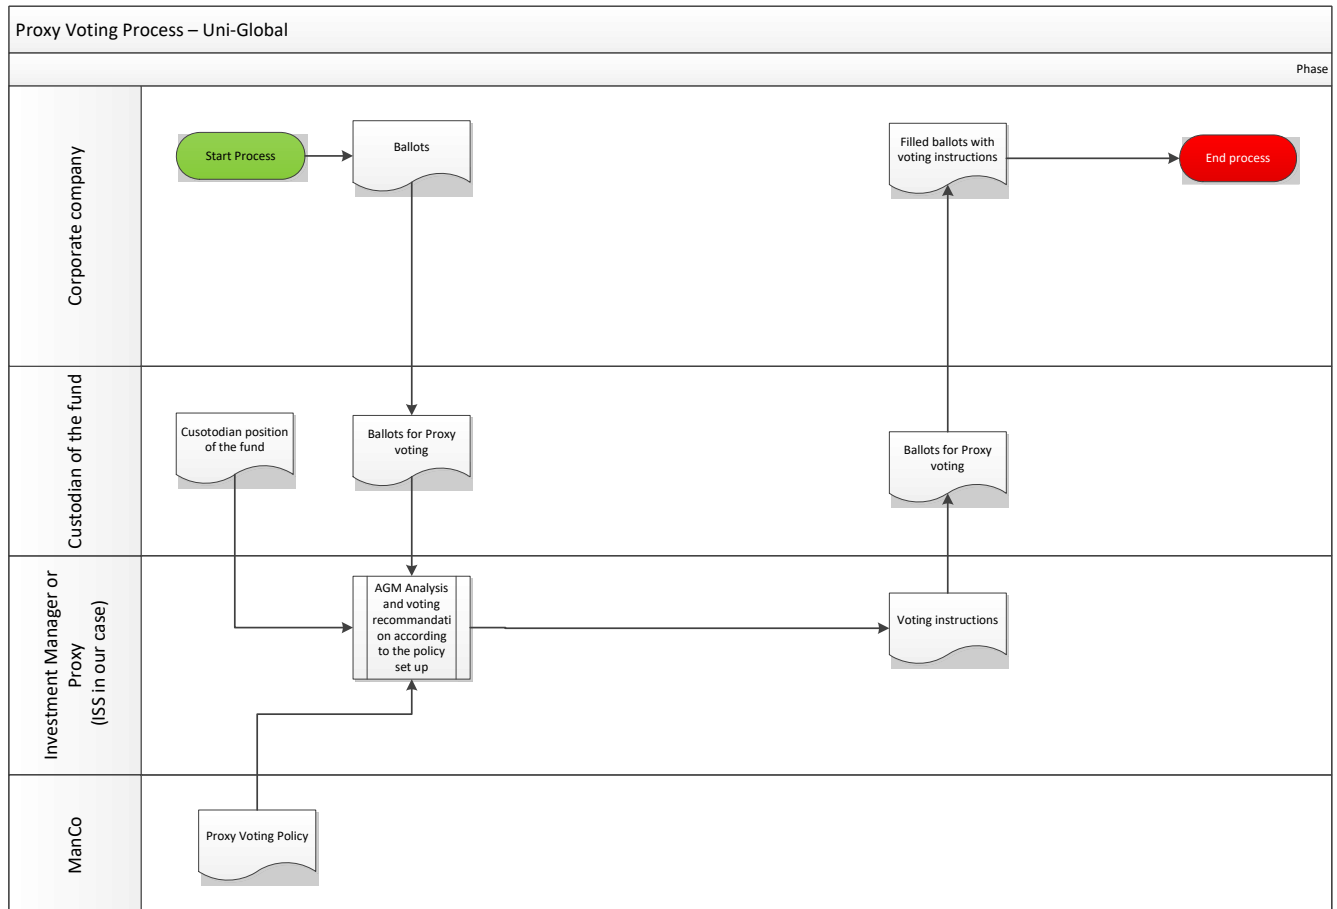 Proxy Voting Process – Uni-Global
Phase
Corporate company
Start Process
Ballots
Filled ballots with
voting instructions
End process
Custodian of the fund
Cusotodian position
of the fund
Ballots for Proxy
voting
Ballots for Proxy
voting
Investment Manager or
Proxy
(ISS in our case)
AGM Analysis
and voting
recommandati
on according
to the policy
set up
Voting instructions
ManCo
Proxy Voting Policy